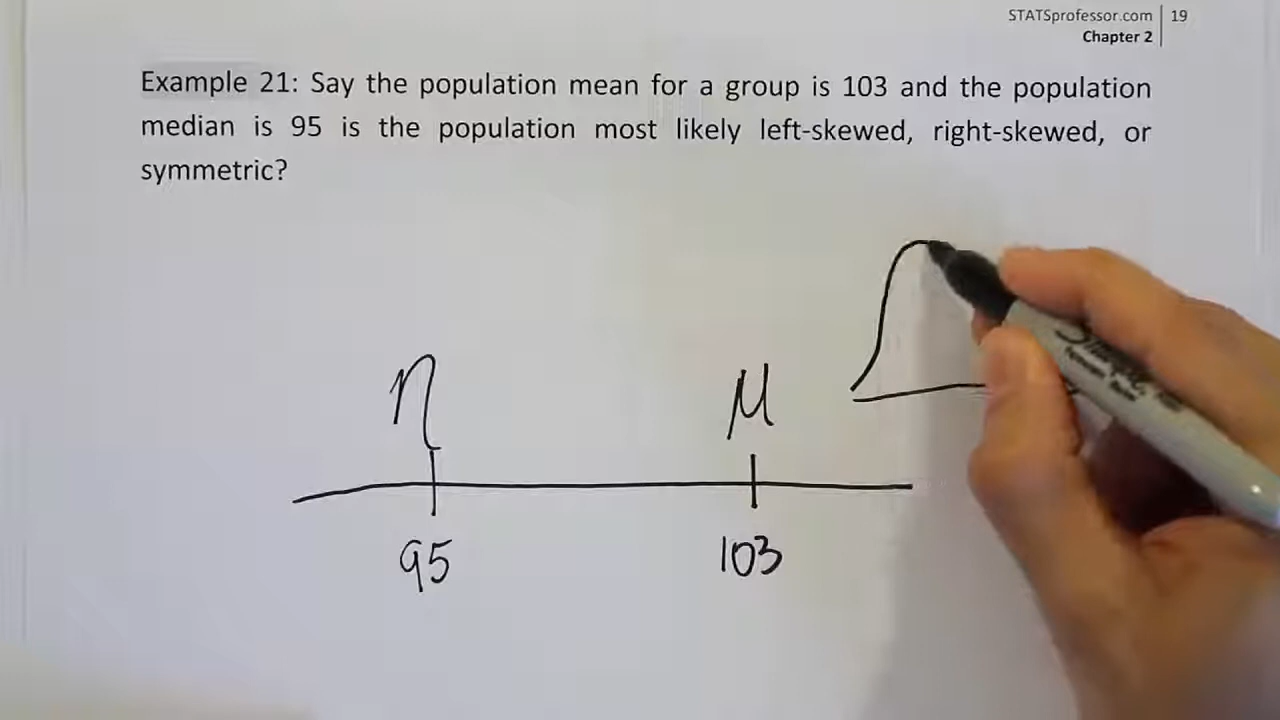 STATSprofessor.com 19
Chapter 2
Example 21: Say the population mean for a group is 103 and the population
median is 95 is the population most likely left-skewed, right-skewed, or
symmetric?
η μ
95 103
Sharpie